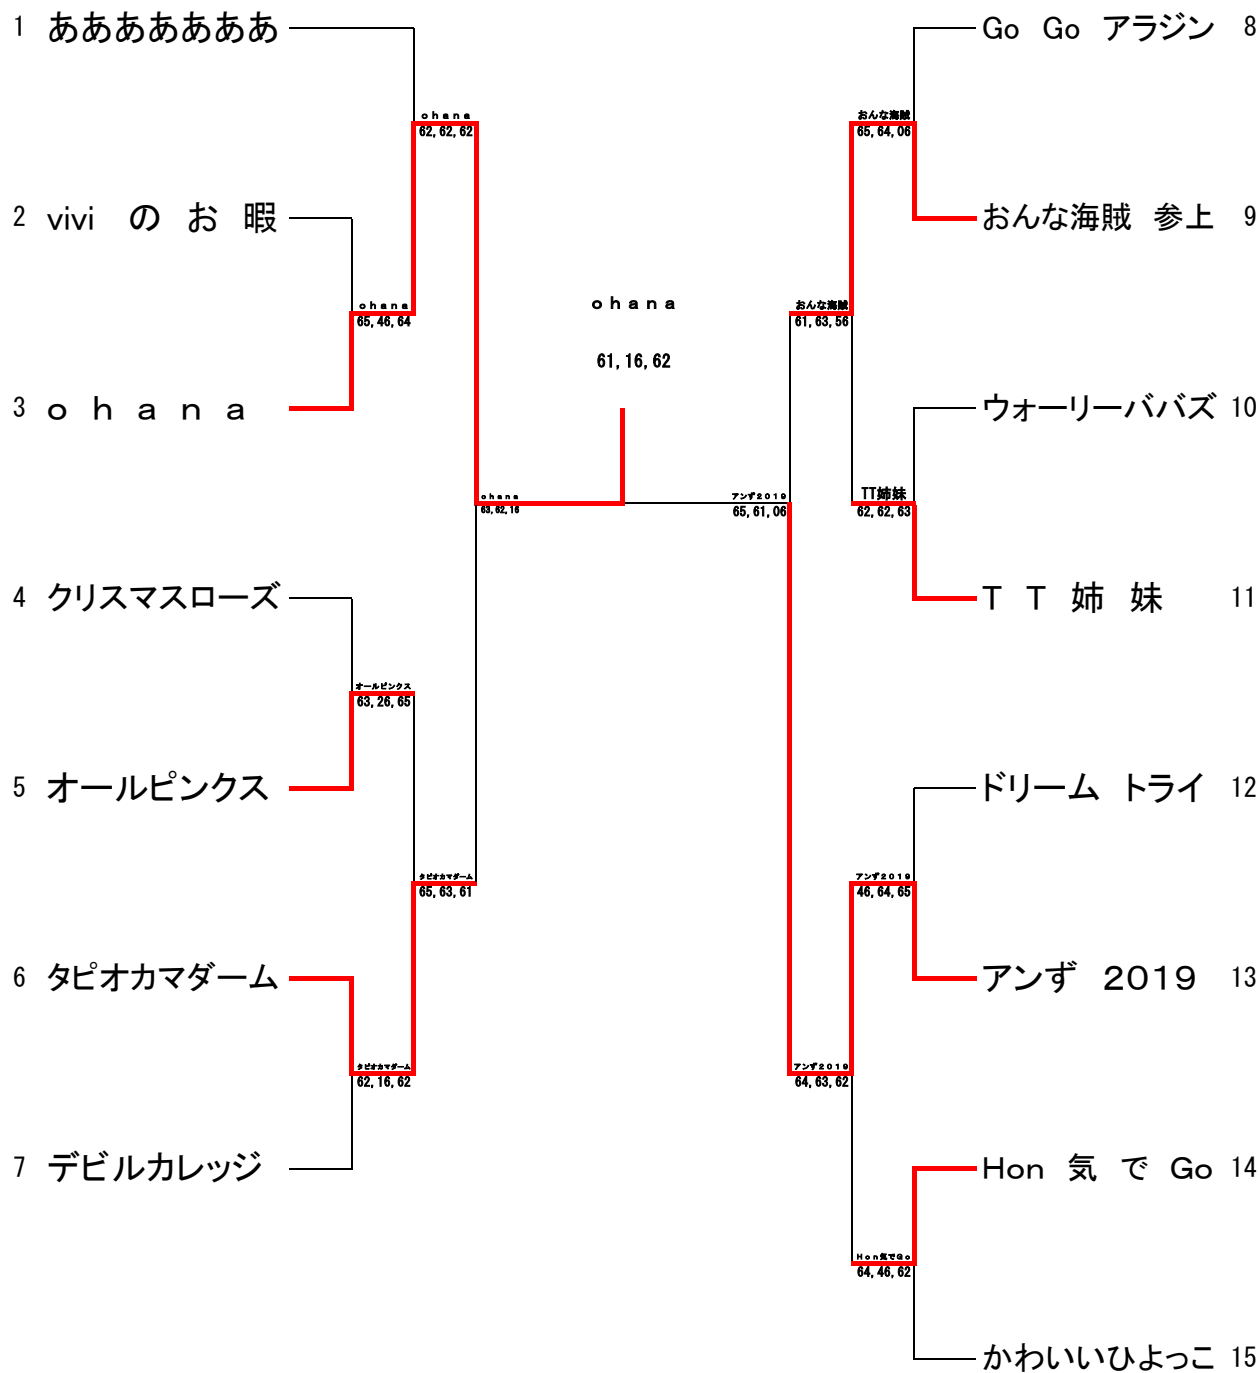 1 あああああああ
2 vivi の お 暇
3 ｏ ｈ ａ ｎ ａ
4 クリスマスローズ
5 オールピンクス
6 タピオカマダーム
7 デビルカレッジ
ｏｈａｎａ
62,62,62
ｏｈａｎａ
65,46,64
オールピンクス
63,26,65
タピオカマダーム
65,63,61
タピオカマダーム
62,16,62
ｏｈａｎａ
63,62,16
ｏｈａｎａ
61,16,62
アンず２０１９
65,61,06
おんな海賊
61,63,56
アンず２０１９
64,63,62
おんな海賊
65,64,06
TT姉妹
62,62,63
アンず２０１９
46,64,65
Ｈｏｎ気でＧｏ
64,46,62
Go Go アラジン 8
おんな海賊 参上 9
ウォーリーババズ 10
Ｔ Ｔ 姉 妹 11
ドリーム トライ 12
アンず ２０１９ 13
Hon 気 で Go 14
かわいいひよっこ 15